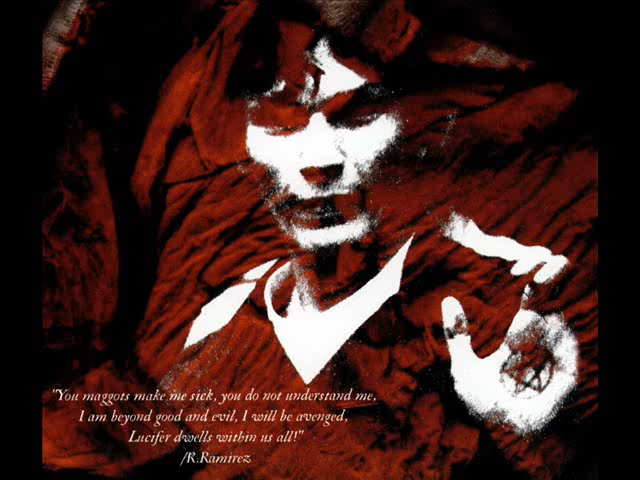 "You maggots make me sick, you do not understand me,
I am beyond good and evil, I will be avenged,
Lucifer dwells within us all!"
/R.Ramirez